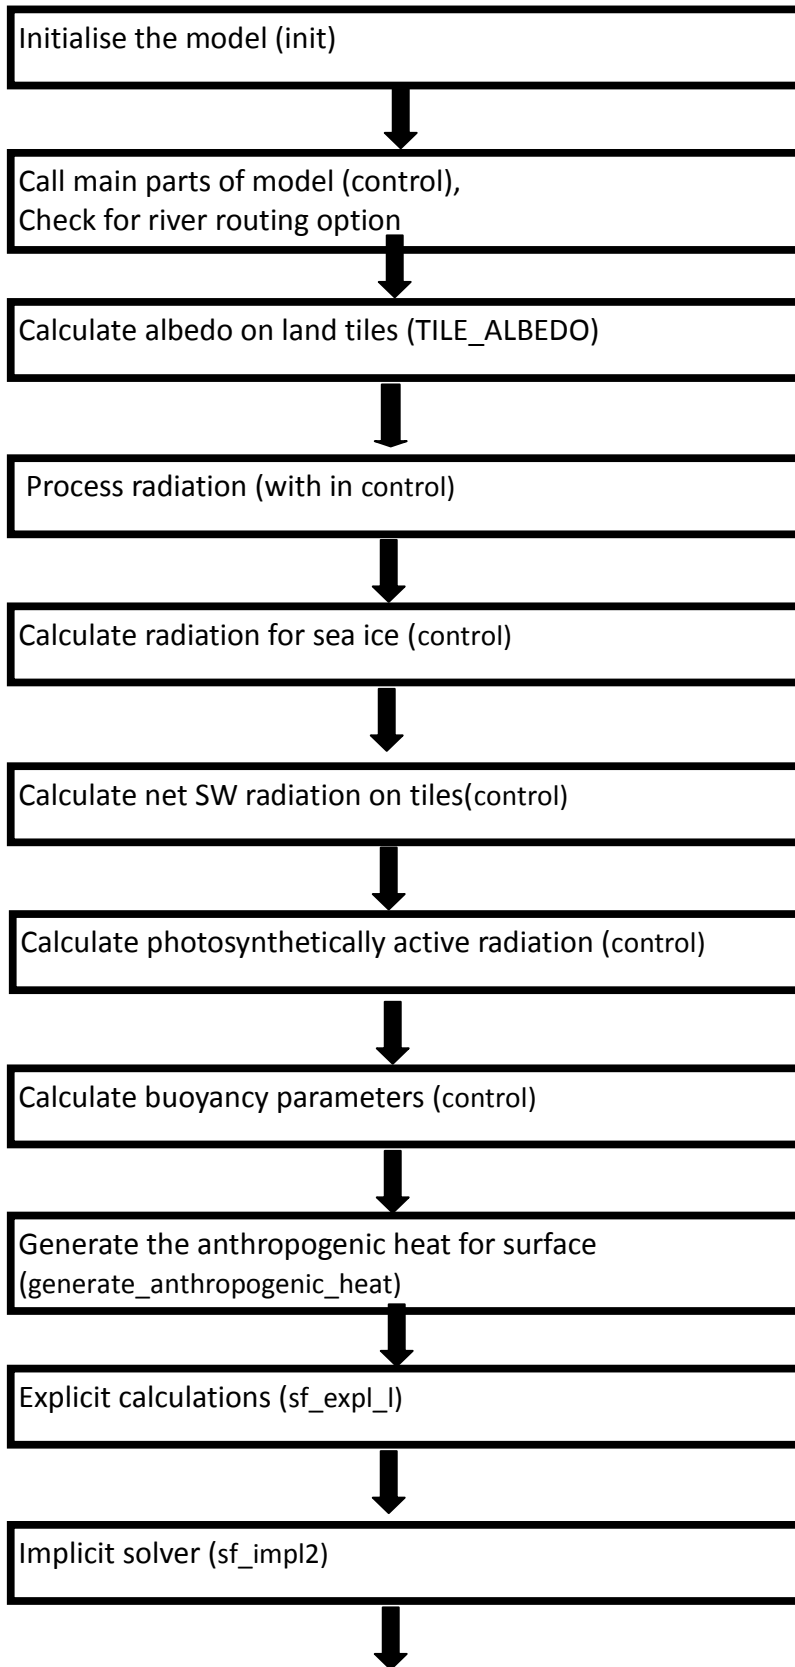 Initialise the model (init)
Call main parts of model (control),
Check for river routing option
Calculate albedo on land tiles (TILE_ALBEDO)
Process radiation (with in control)
Calculate radiation for sea ice (control)
Calculate net SW radiation on tiles(control)
Calculate photosynthetically active radiation (control)
Calculate buoyancy parameters (control)
Generate the anthropogenic heat for surface
(generate_anthropogenic_heat)
Explicit calculations (sf_expl_l)
Implicit solver (sf_impl2)